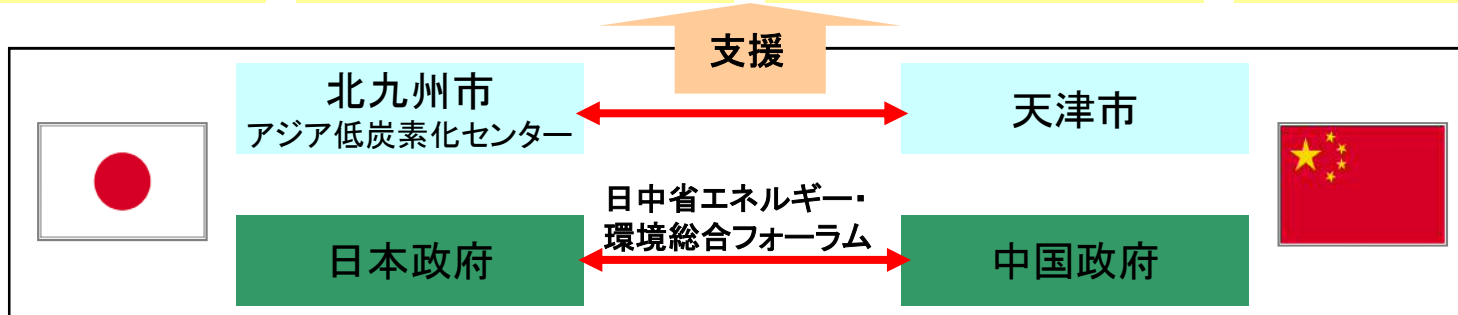 支援
北九州市
アジア低炭素化センター
天津市
日中省エネルギー・
環境総合フォーラム
日本政府
中国政府